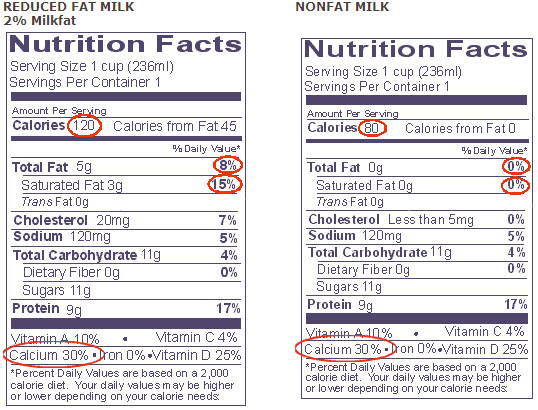 REDUCED FAT MILK
2% Milkfat
Nutrition Facts
Serving Size 1 cup (236ml)
Servings Per Container 1
Amount Per Serving
Calories 120 Calories from Fat 45
% Daily Value*
Total Fat 5g 8%
Saturated Fat 3g 15%
Trans Fat 0g
Cholesterol 20mg 7%
Sodium 120mg 5%
Total Carbohydrate 11g 4%
Dietary Fiber 0g 0%
Sugars 11g
Protein 9g 17%
Vitamin A 10% • Vitamin C 4%
Calcium 30% • Iron 0% • Vitamin D 25%
*Percent Daily Values are based on a 2,000
calorie diet. Your daily values may be higher
or lower depending on your calorie needs:
NONFAT MILK
Nutrition Facts
Serving Size 1 cup (236ml)
Servings Per Container 1
Amount Per Serving
Calories 80 Calories from Fat 0
% Daily Value*
Total Fat 0g 0%
Saturated Fat 0g 0%
Trans Fat 0g
Cholesterol Less than 5mg 0%
Sodium 120mg 5%
Total Carbohydrate 11g 4%
Dietary Fiber 0g 0%
Sugars 11g
Protein 9g 17%
Vitamin A 10% • Vitamin C 4%
Calcium 30% • Iron 0% • Vitamin D 25%
*Percent Daily Values are based on a 2,000
calorie diet. Your daily values may be higher
or lower depending on your calorie needs: